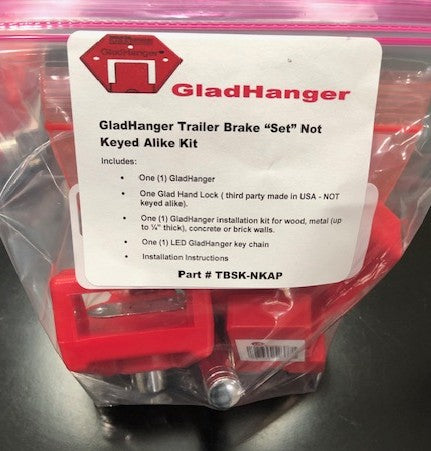 GladHanger
GladHanger
GladHanger Trailer Brake “Set” Not
Keyed Alike Kit
Includes:
• One (1) GladHanger
• One Glad Hand Lock ( third party made in USA - NOT
keyed alike).
• One (1) GladHanger installation kit for wood, metal (up
to ¼" thick), concrete or brick walls.
• One (1) LED GladHanger key chain
• Installation Instructions
Part # TBSK-NKAP